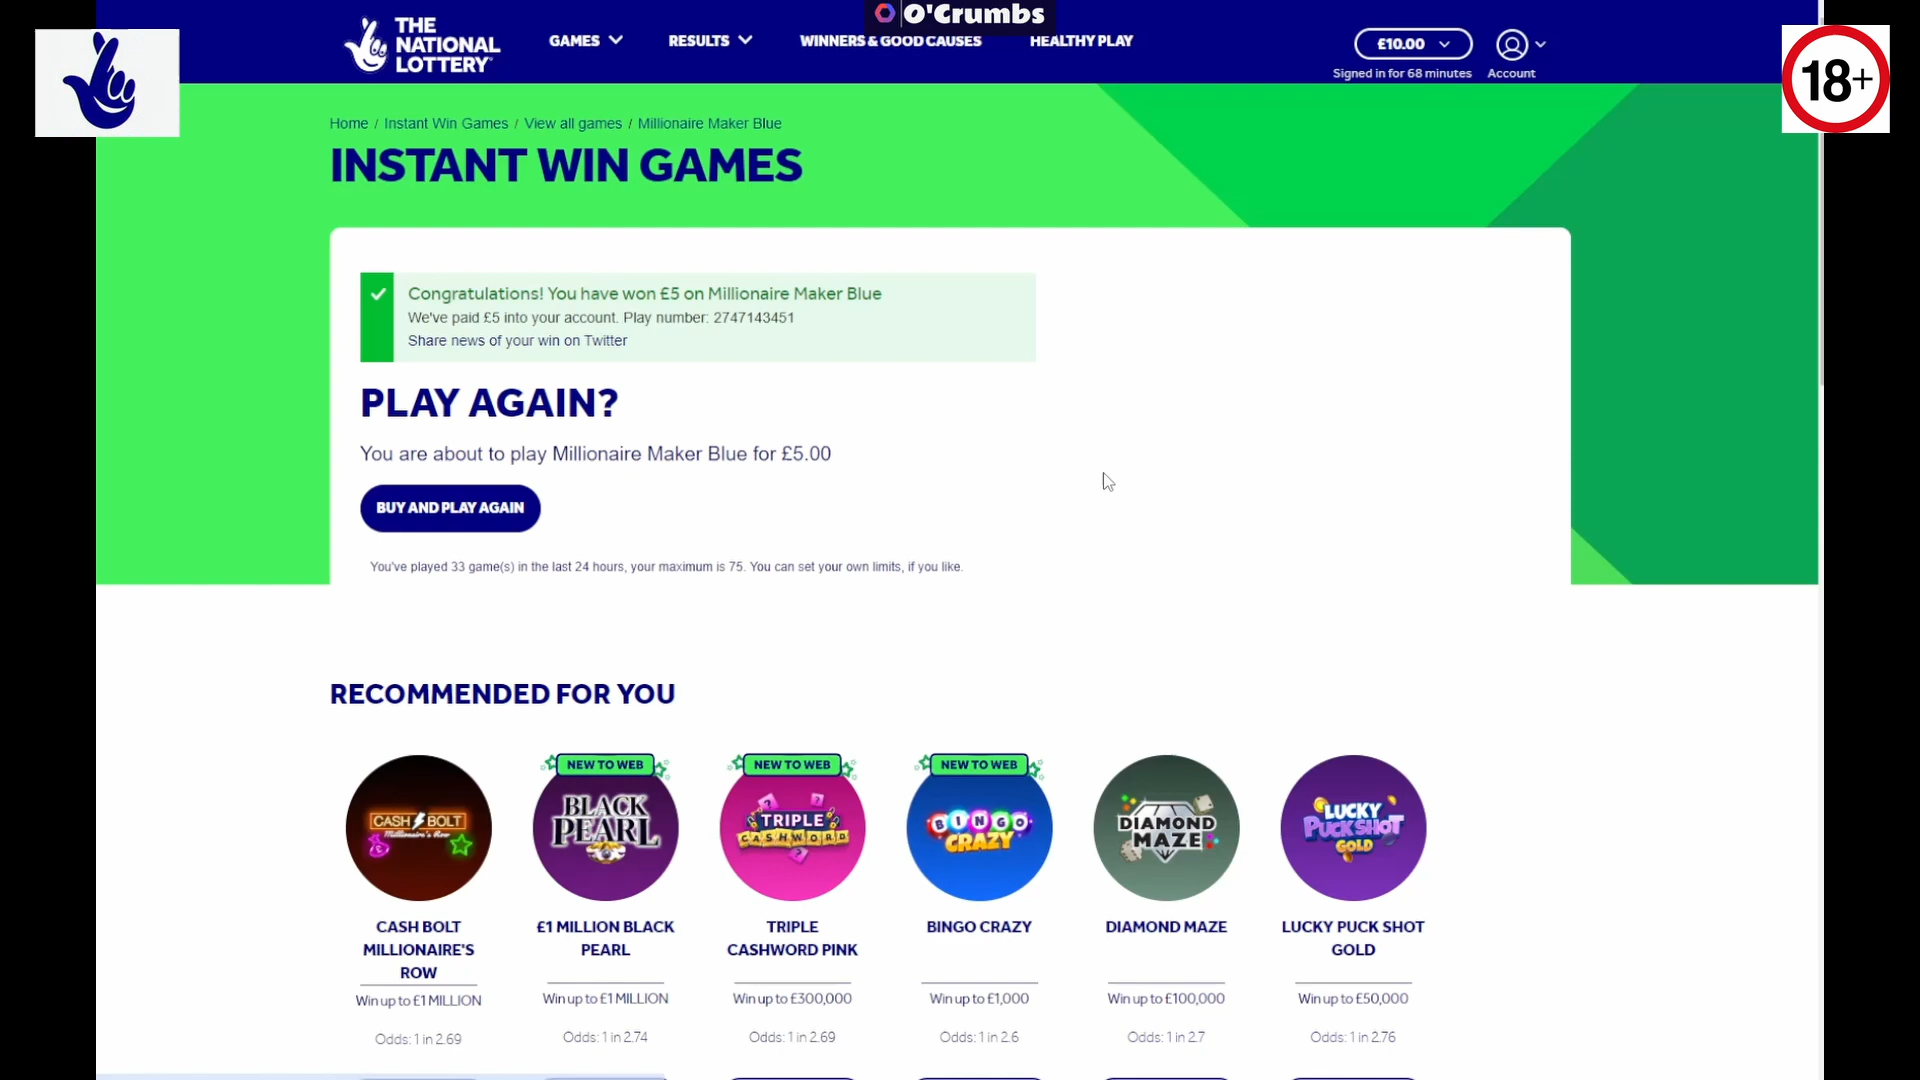 O'Crumbs
THE
NATIONAL
LOTTERY
GAMES
RESULTS
WINNERS & GOOD CAUSES
HEALTHY PLAY
£10.00
Signed in for 68 minutes
Account
18+
Home / Instant Win Games / View all games / Millionaire Maker Blue
INSTANT WIN GAMES
Congratulations! You have won £5 on Millionaire Maker Blue
We've paid £5 into your account. Play number: 2747143451
Share news of your win on Twitter
PLAY AGAIN?
You are about to play Millionaire Maker Blue for £5.00
BUY AND PLAY AGAIN
You've played 33 game(s) in the last 24 hours, your maximum is 75. You can set your own limits, if you like.
RECOMMENDED FOR YOU
CASH BOLT
Millionaire's Row
CASH BOLT
MILLIONAIRE'S
ROW
Win up to £1 MILLION
Odds: 1 in 2.69
NEW TO WEB
BLACK
PEARL
£1 MILLION BLACK
PEARL
Win up to £1 MILLION
Odds: 1 in 2.74
NEW TO WEB
TRIPLE
CASHWORD
TRIPLE
CASHWORD PINK
Win up to £300,000
Odds: 1 in 2.69
NEW TO WEB
BINGO
CRAZY
BINGO CRAZY
Win up to £1,000
Odds: 1 in 2.6
DIAMOND
MAZE
DIAMOND MAZE
Win up to £100,000
Odds: 1 in 2.7
LUCKY
PUCK SHOT
GOLD
LUCKY PUCK SHOT
GOLD
Win up to £50,000
Odds: 1 in 2.76